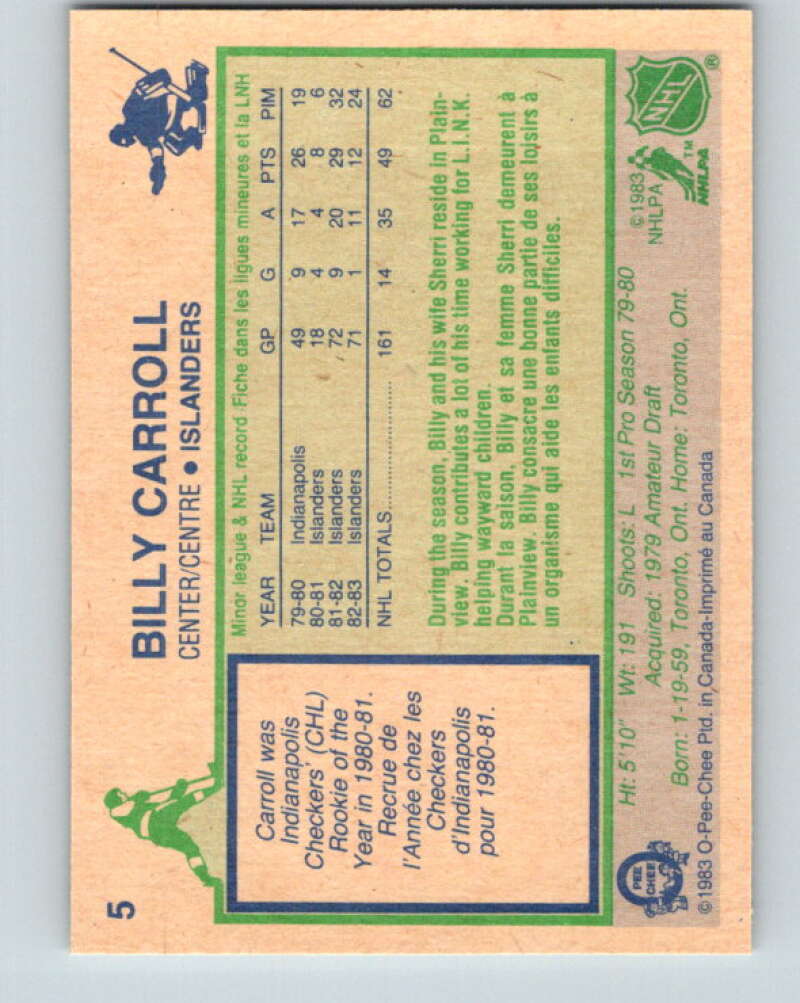 5
BILLY CARROLL
CENTER/CENTRE • ISLANDERS
Carroll was
Indianapolis
Checkers' (CHL)
Rookie of the
Year in 1980-81.
Recrue de
l'Année chez les
Checkers
d'Indianapolis
pour 1980-81.
Minor league & NHL record Fiche dans les ligues mineures et la LNH
YEAR TEAM GP G A PTS PIM
79-80 Indianapolis 49 9 17 26 19
80-81 Islanders 18 4 4 8 6
81-82 Islanders 72 9 20 29 32
82-83 Islanders 71 1 11 12 24
NHL TOTALS.................... 161 14 35 49 62
During the season, Billy and his wife Sherri reside in Plain-
view. Billy contributes a lot of his time working for L.I.N.K.
helping wayward children.
Durant la saison, Billy et sa femme Sherri demeurent à
Plainview. Billy consacre une bonne partie de ses loisirs à
un organisme qui aide les enfants difficiles.
Ht: 5'10" Wt: 191 Shoots: L 1st Pro Season 79-80
Acquired: 1979 Amateur Draft
Born: 1-19-59, Toronto, Ont. Home: Toronto, Ont.
© 1983 O-Pee-Chee Ptd. in Canada-Imprimé au Canada
O
PEE
CHEE
© 1983
NHLPA
NHLPA
TM
NHL
®